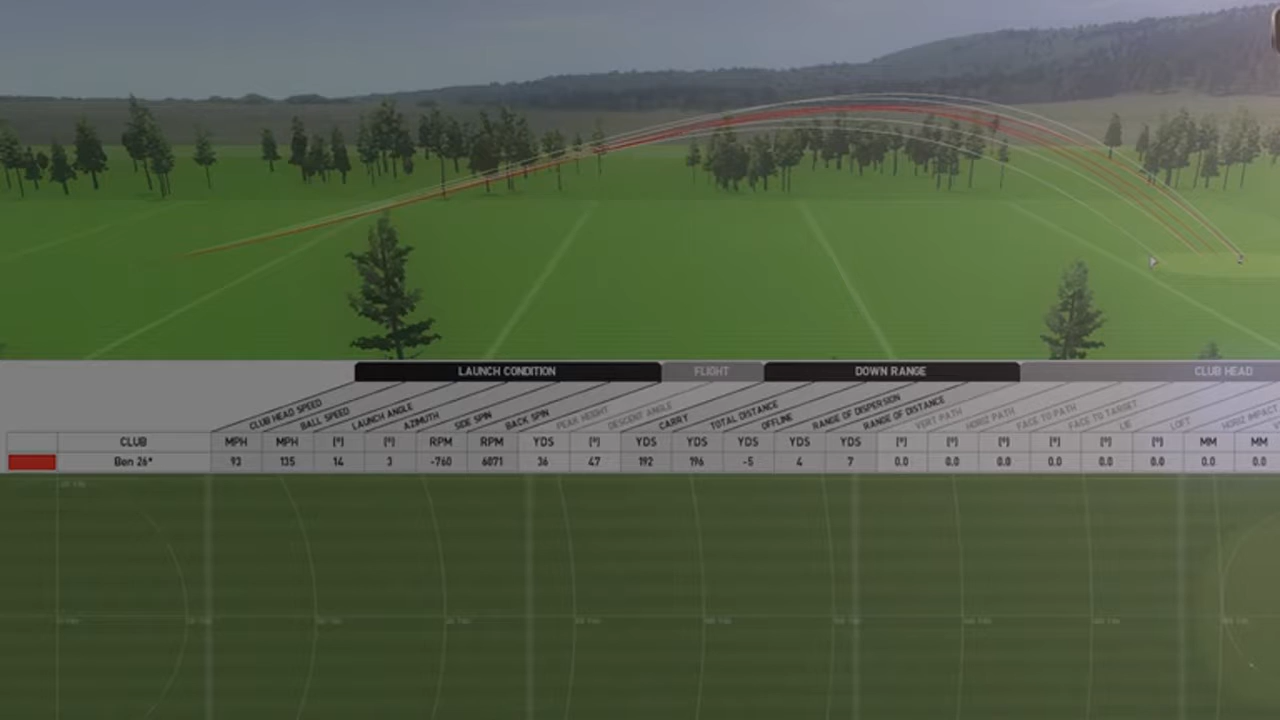 LAUNCH CONDITION FLIGHT DOWN RANGE CLUB HEAD
CLUB HEAD SPEED BALL SPEED LAUNCH ANGLE AZIMUTH SIDE SPIN BACK SPIN PEAK HEIGHT DESCENT ANGLE CARRY TOTAL DISTANCE OFFLINE RANGE OF DISPERSION RANGE OF DISTANCE VERT PATH HORIZ PATH FACE TO PATH FACE TO TARGET LIE LOFT HORIZ IMPACT
CLUB MPH MPH [°] [°] RPM RPM YDS [°] YDS YDS YDS YDS YDS [°] [°] [°] [°] [°] [°] MM MM
Ben 26* 93 135 14 3 -760 6071 36 47 192 196 -5 4 7 0.0 0.0 0.0 0.0 0.0 0.0 0.0 0.0